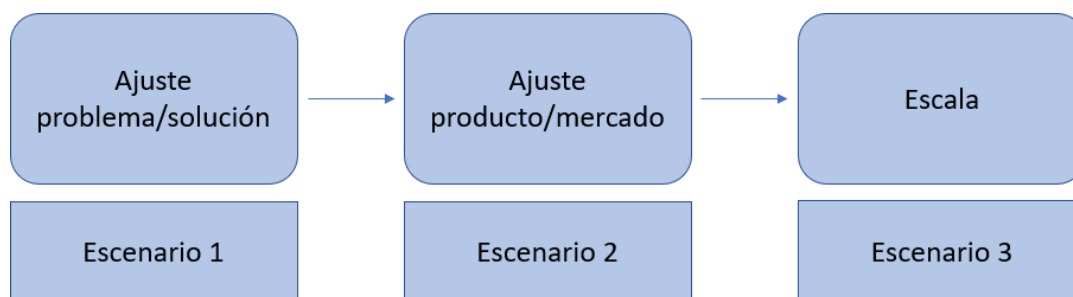 Ajuste
problema/solución
Ajuste
producto/mercado
Escala
Escenario 1
Escenario 2
Escenario 3